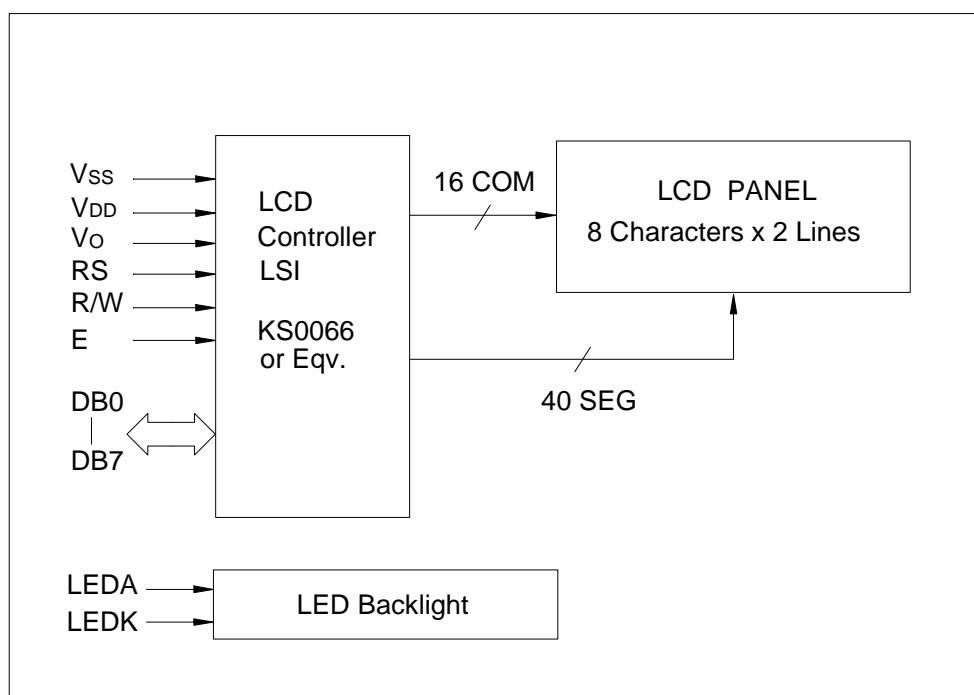 VSS
VDD
VO
RS
R/W
E
DB0
DB7
LCD
Controller
LSI
KS0066
or Eqv.
16 COM
40 SEG
LCD PANEL
8 Characters x 2 Lines
LEDA
LEDK
LED Backlight